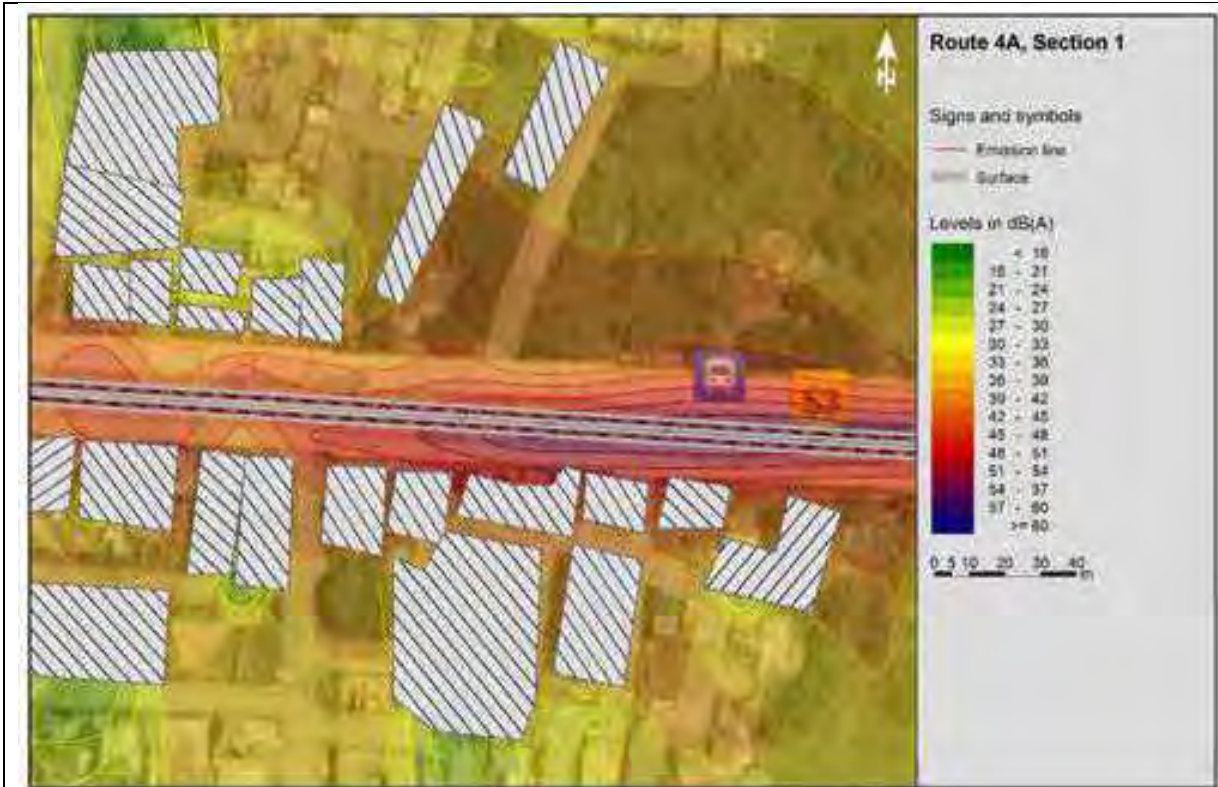 Route 4A, Section 1
Signs and symbols
Emission line
Surface
Levels in dB(A)
< 18
18 - 21
21 - 24
24 - 27
27 - 30
30 - 33
33 - 36
36 - 39
39 - 42
42 - 45
45 - 48
48 - 51
51 - 54
54 - 57
57 - 60
>= 60
0 5 10 20 30 40
m
53